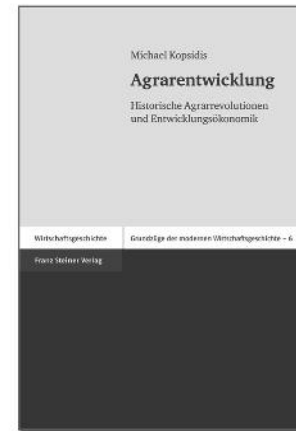 Michael Kopsidis
Agrarentwicklung
Historische Agrarrevolutionen
und Entwicklungsökonomik
Wirtschaftsgeschichte
Grundzüge der modernen Wirtschaftsgeschichte – 6
Franz Steiner Verlag